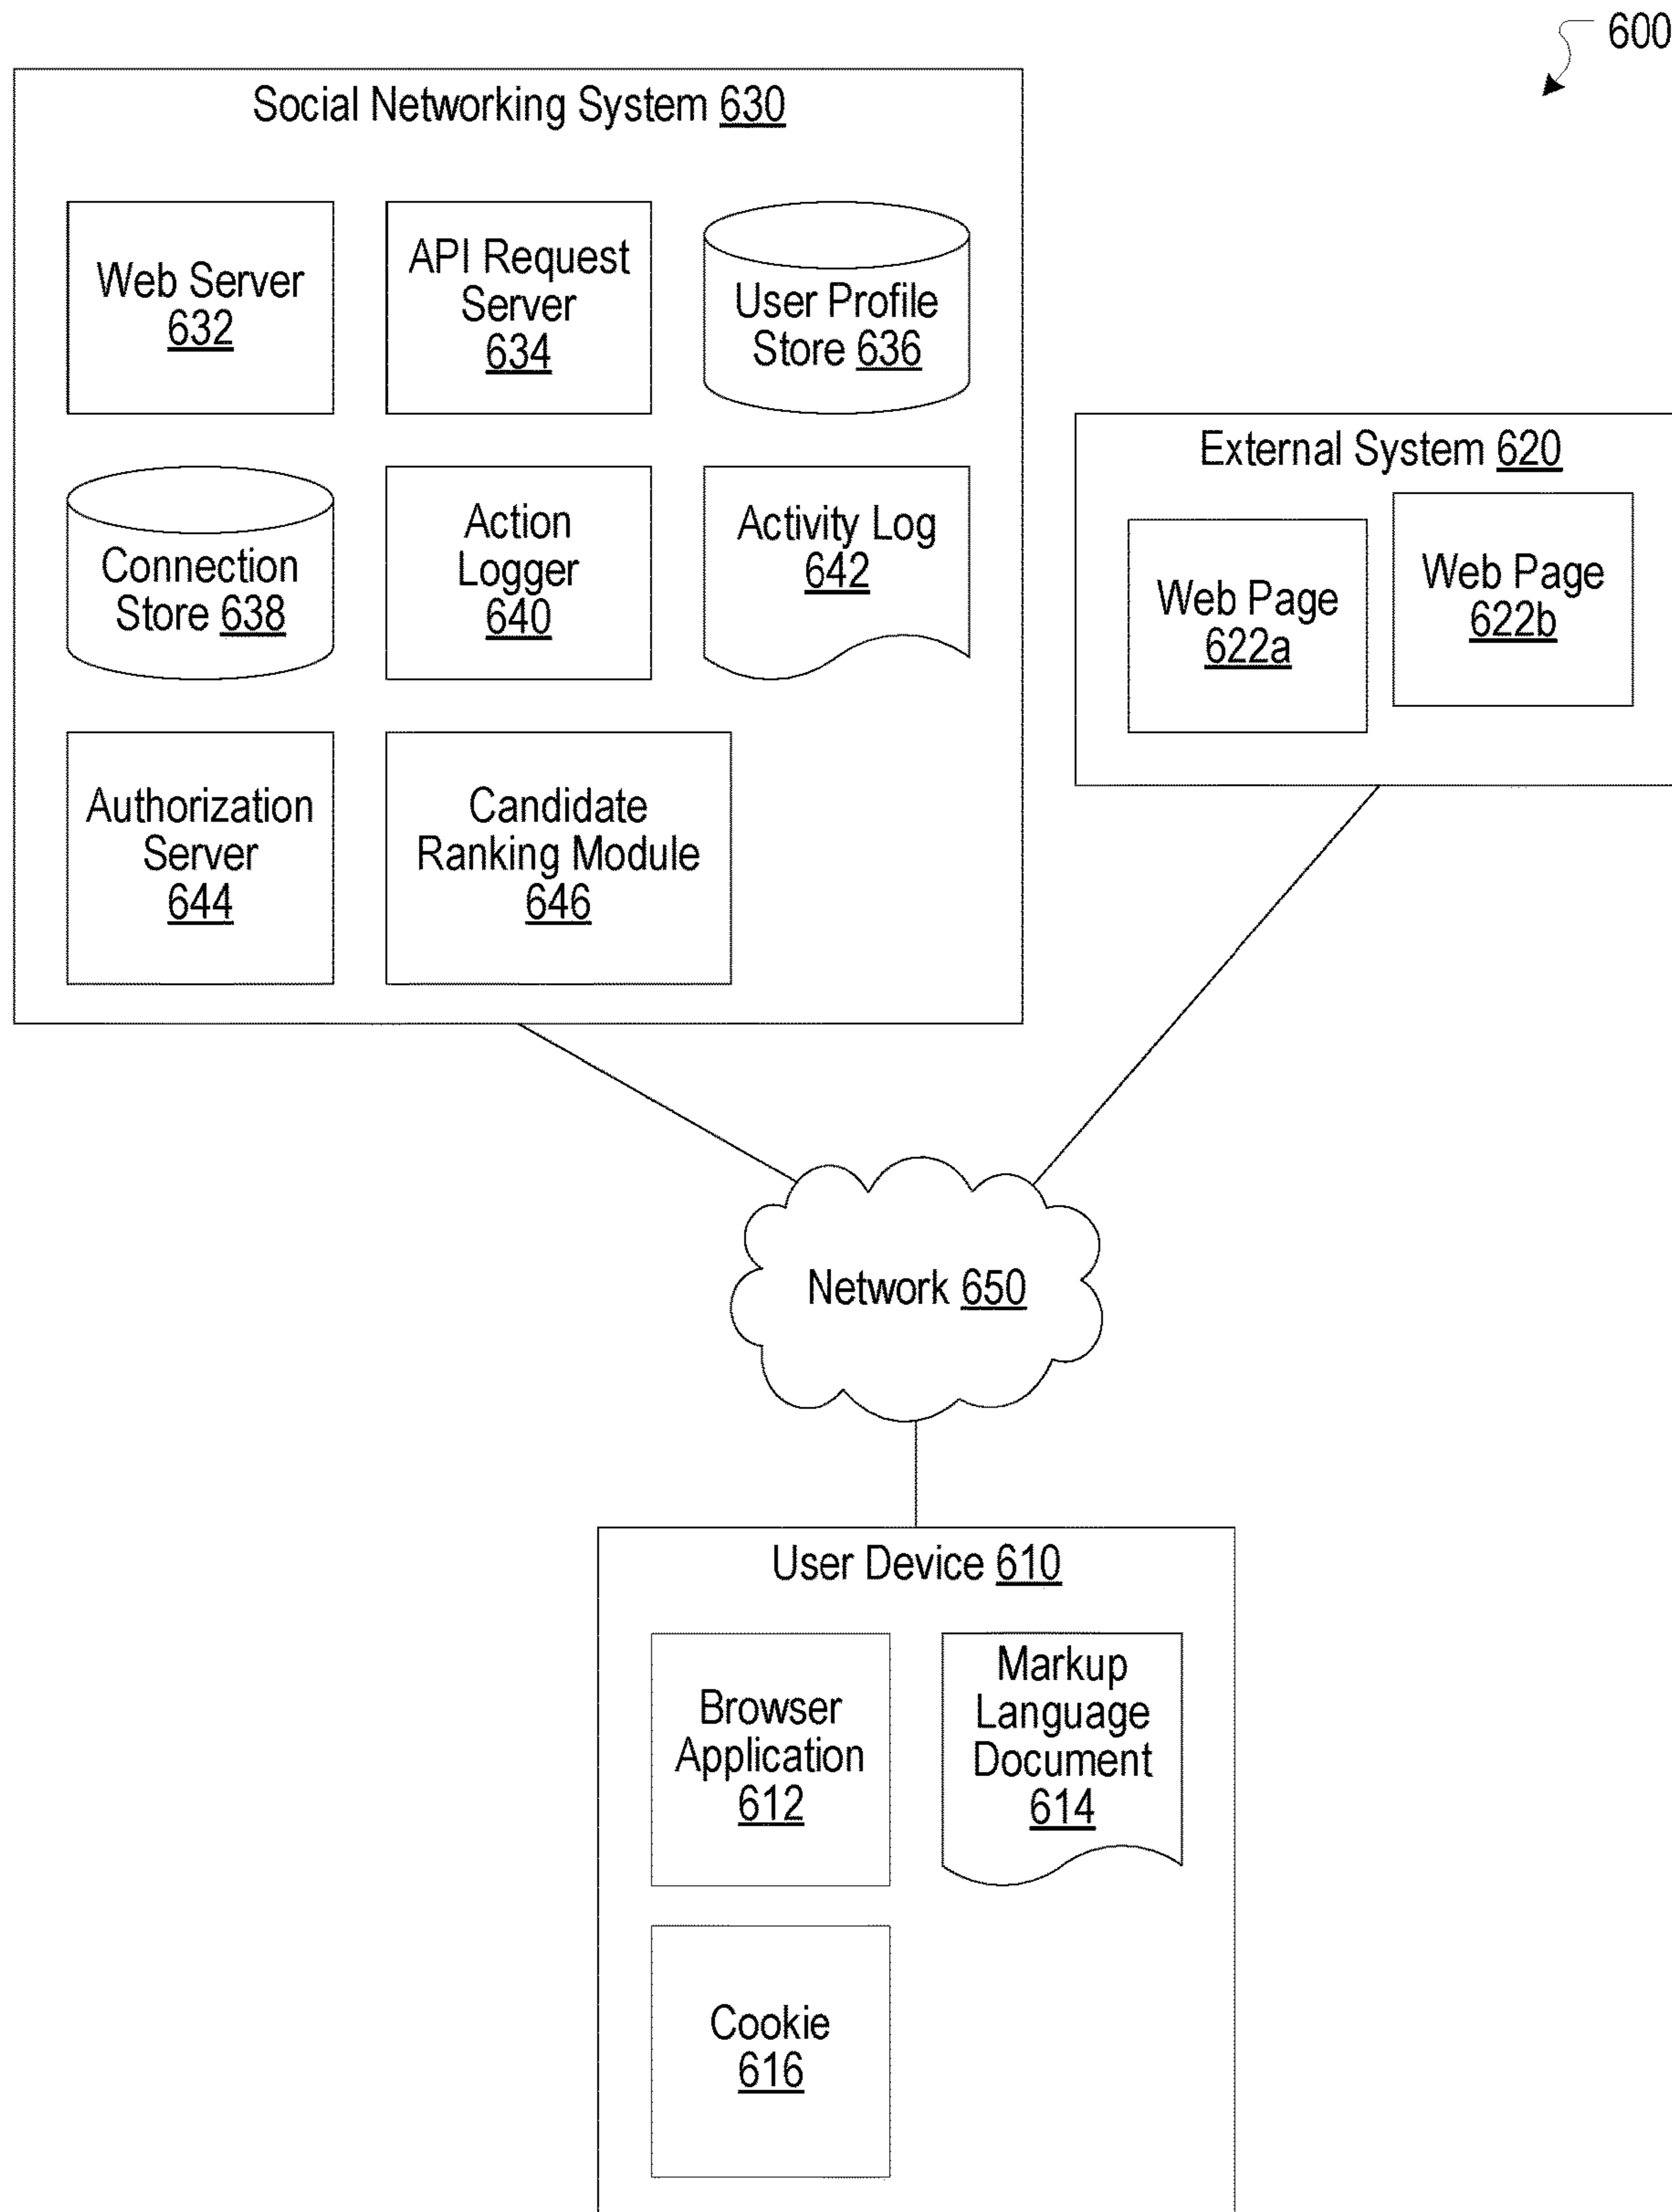 600
Social Networking System 630
Web Server
632
API Request
Server
634
User Profile
Store 636
Connection
Store 638
Action
Logger
640
Activity Log
642
Authorization
Server
644
Candidate
Ranking Module
646
External System 620
Web Page
622a
Web Page
622b
Network 650
User Device 610
Browser
Application
612
Markup
Language
Document
614
Cookie
616